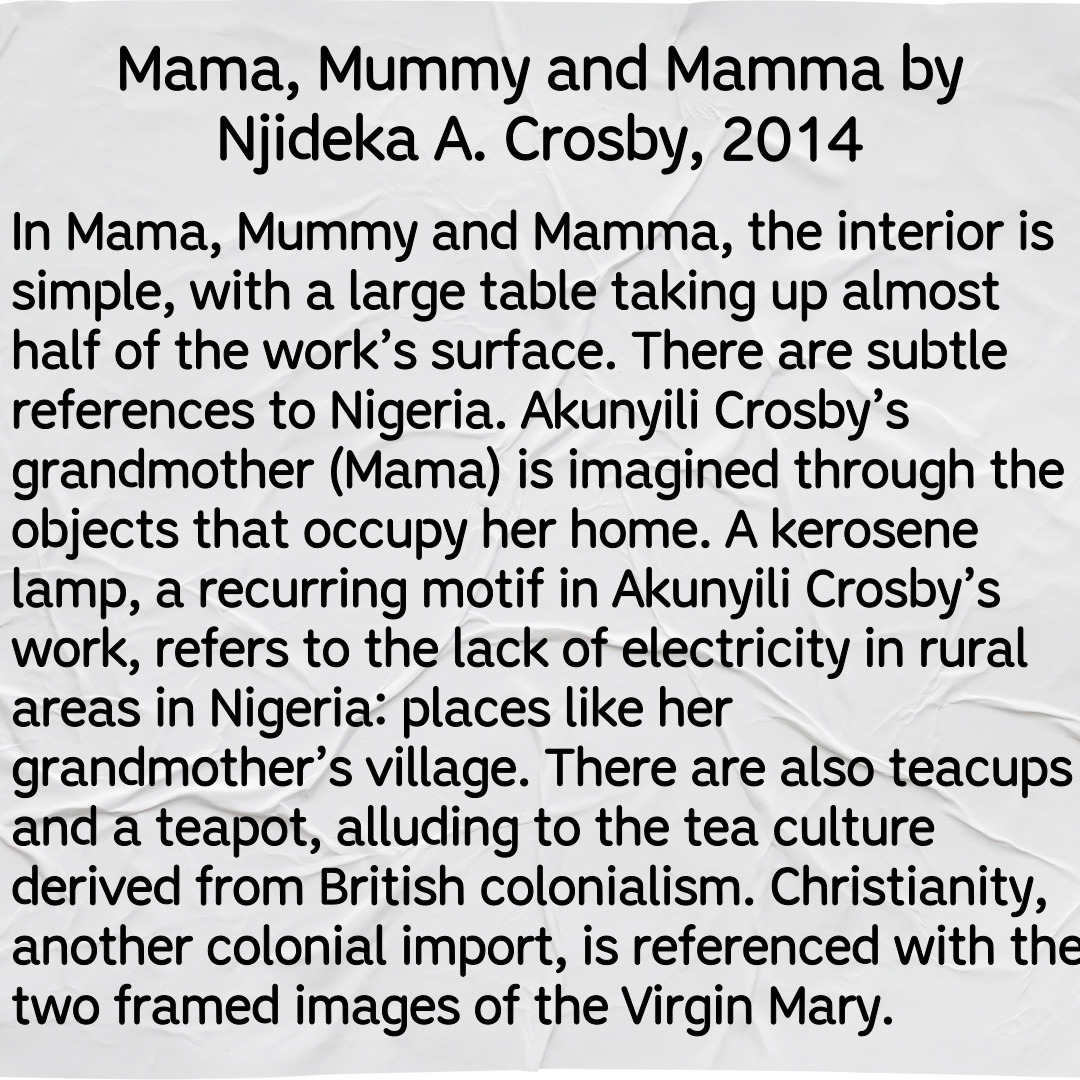 Mama, Mummy and Mamma by
Njideka A. Crosby, 2014
In Mama, Mummy and Mamma, the interior is
simple, with a large table taking up almost
half of the work’s surface. There are subtle
references to Nigeria. Akunyili Crosby’s
grandmother (Mama) is imagined through the
objects that occupy her home. A kerosene
lamp, a recurring motif in Akunyili Crosby’s
work, refers to the lack of electricity in rural
areas in Nigeria: places like her
grandmother’s village. There are also teacups
and a teapot, alluding to the tea culture
derived from British colonialism. Christianity,
another colonial import, is referenced with the
two framed images of the Virgin Mary.